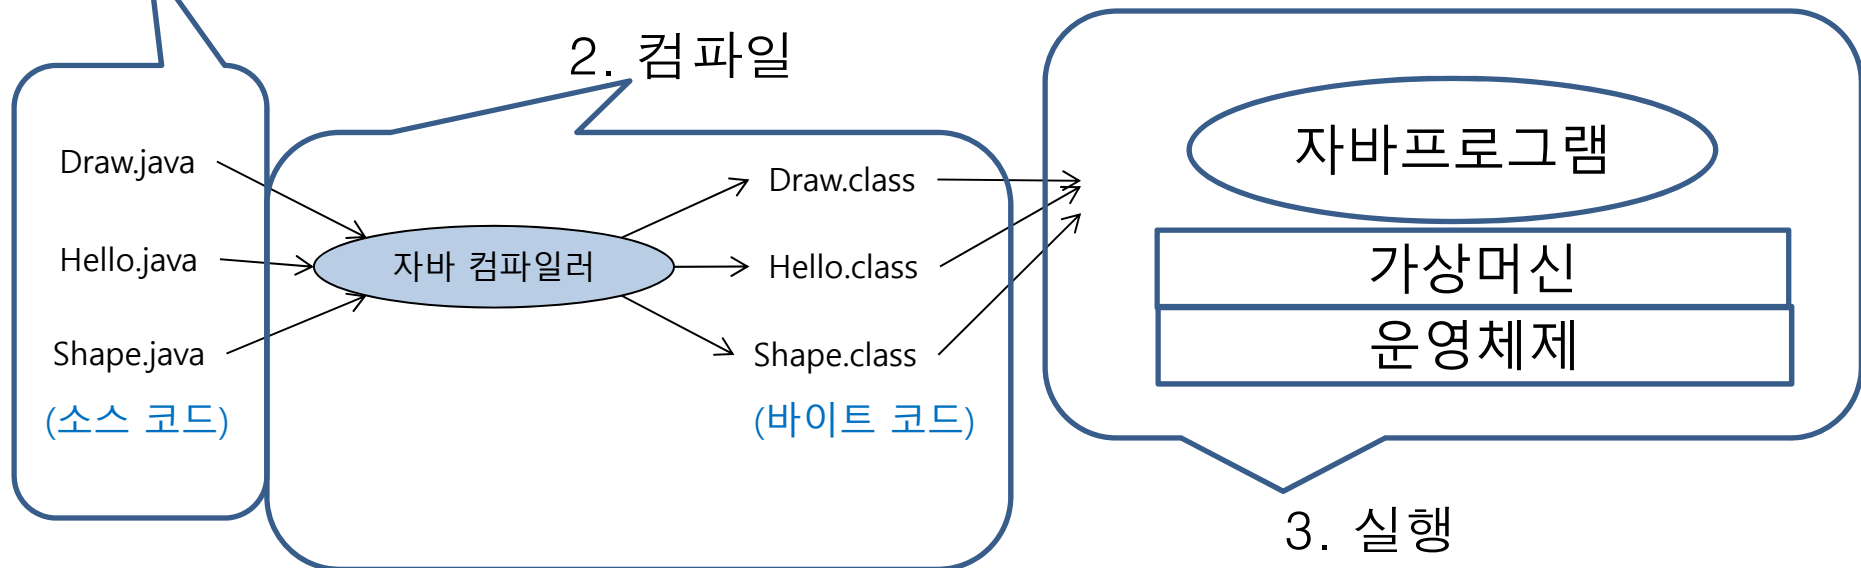 2. 컴파일
Draw.java
Hello.java
Shape.java
(소스 코드)
자바 컴파일러
Draw.class
Hello.class
Shape.class
(바이트 코드)
자바프로그램
가상머신
운영체제
3. 실행